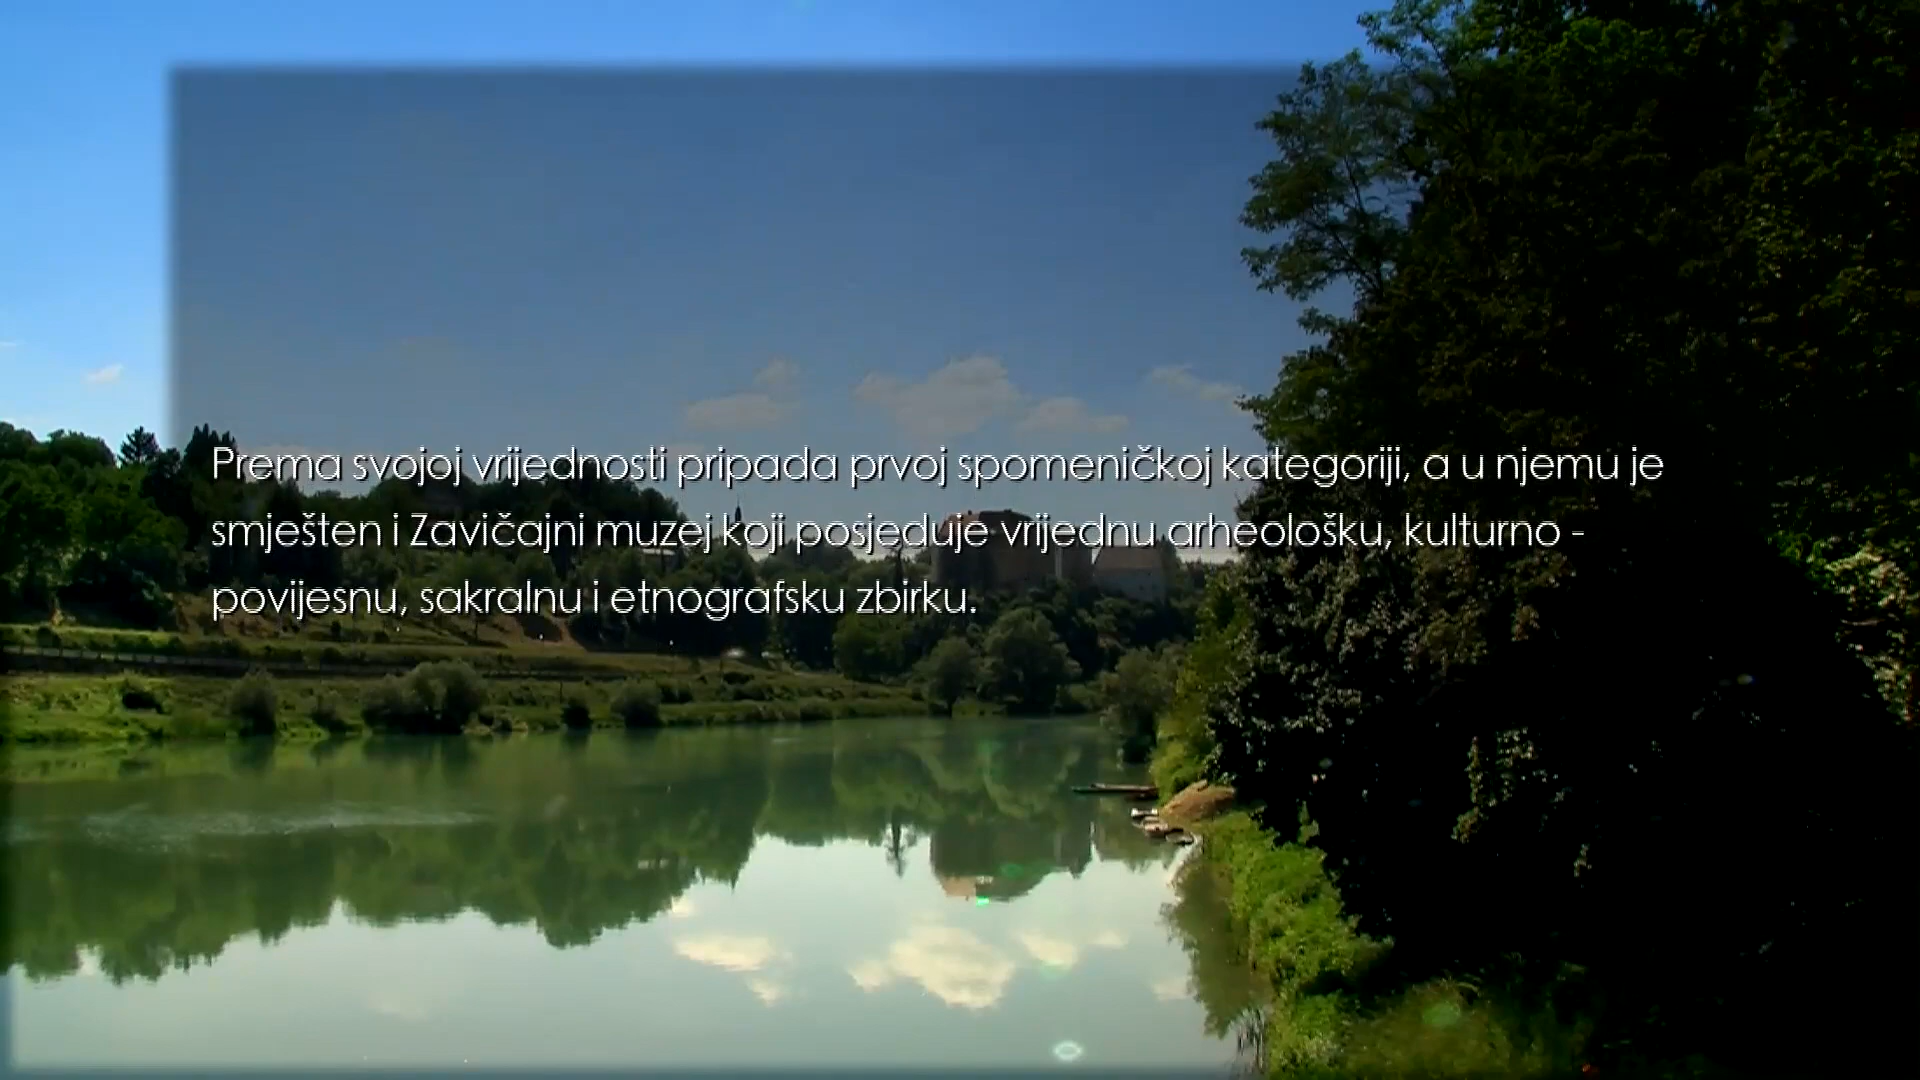 Prema svojoj vrijednosti pripada prvoj spomeničkoj kategoriji, a u njemu je
smješten i Zavičajni muzej koji posjeduje vrijednu arheološku, kulturno -
povijesnu, sakralnu i etnografsku zbirku.